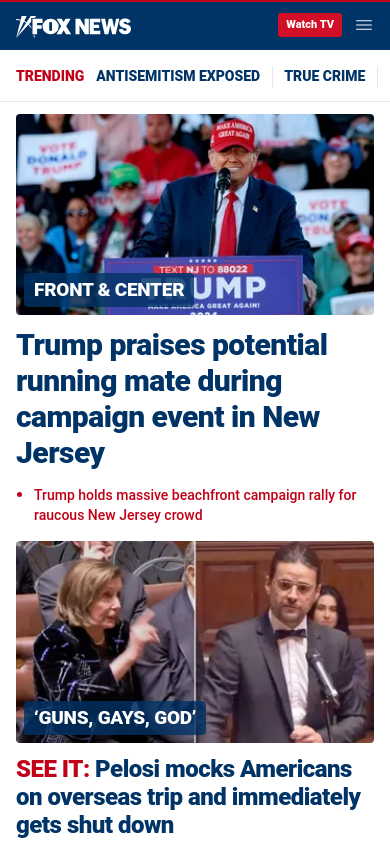 FOX NEWS
Watch TV
TRENDING ANTISEMITISM EXPOSED TRUE CRIME
MAKE AMERICA
GREAT AGAIN!
VOTE
DONALD
TRUMP
VOTE
DON
TRUM
TEXT NJ TO 88022
UMP
MAKE AMERICA GREAT AGAIN!
2024
FRONT & CENTER
Trump praises potential
running mate during
campaign event in New
Jersey
• Trump holds massive beachfront campaign rally for
raucous New Jersey crowd
‘GUNS, GAYS, GOD’
SEE IT: Pelosi mocks Americans
on overseas trip and immediately
gets shut down